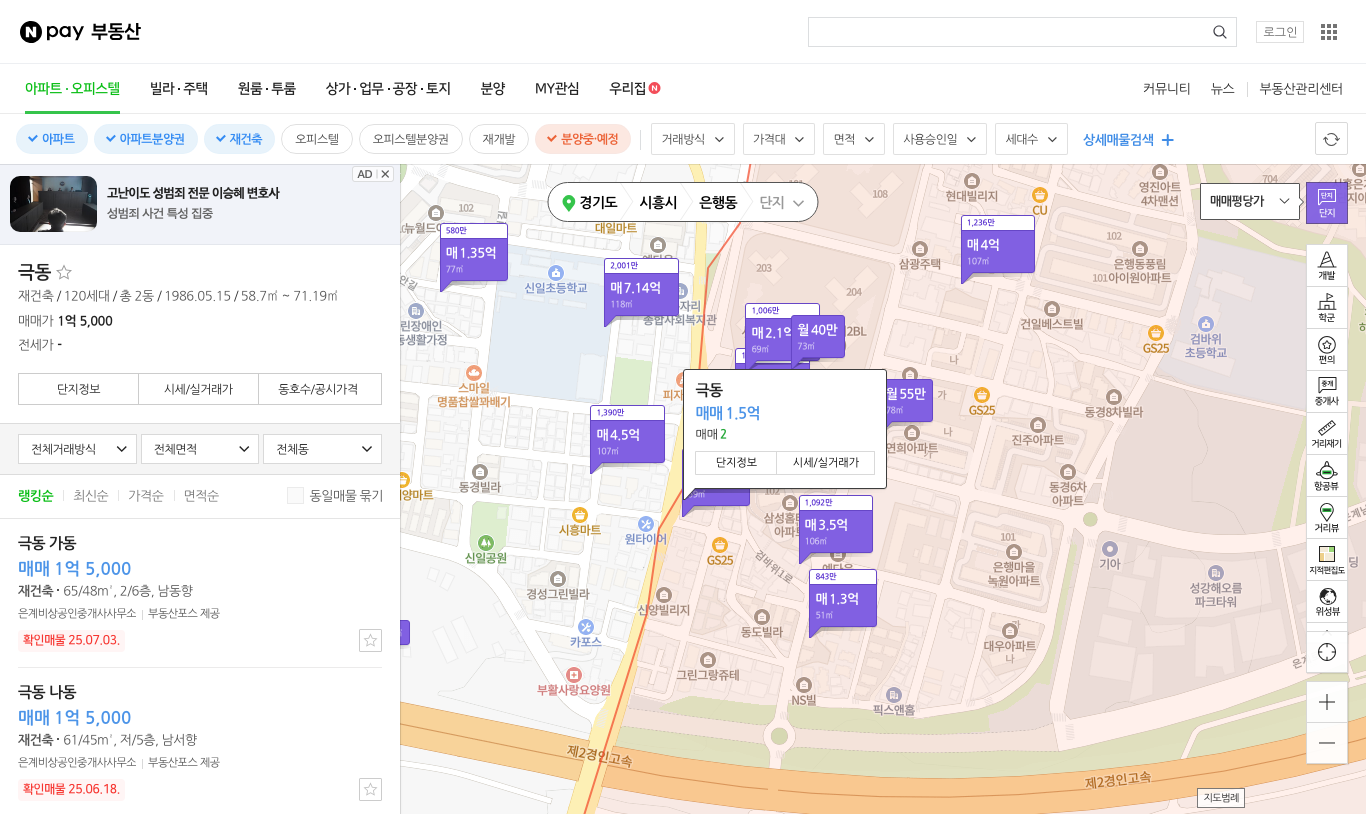 N pay 부동산
로그인
아파트·오피스텔 빌라·주택 원룸·투룸 상가·업무·공장·토지 분양 MY관심 우리집 N 커뮤니티 뉴스 부동산관리센터
아파트 아파트분양권 재건축 오피스텔 오피스텔분양권 재개발 분양중·예정 거래방식 가격대 면적 사용승인일 세대수 상세매물검색
AD
고난이도 성범죄 전문 이승혜 변호사
성범죄 사건 특성 집중
극동
재건축 / 120세대 / 총 2동 / 1986.05.15 / 58.7㎡ ~ 71.19㎡
매매가 1억 5,000
전세가 -
단지정보 시세/실거래가 동호수/공시가격
전체거래방식 전체면적 전체동
랭킹순 최신순 가격순 면적순 동일매물 묶기
극동 가동
매매 1억 5,000
재건축 · 65/48m², 2/6층, 남동향
은계비상공인중개사사무소 부동산포스 제공
확인매물 25.07.03.
극동 나동
매매 1억 5,000
재건축 · 61/45m², 저/5층, 남서향
은계비상공인중개사사무소 부동산포스 제공
확인매물 25.06.18.
경기도 시흥시 은행동 단지
매매평당가
단지
단지
개발
학군
편의
중개
중개사
거리재기
항공뷰
거리뷰
지적편집도
위성뷰
지도범례
102
대일마트
580만
매 1.35억
77㎡
신일초등학교
2,001만
매 7.14억
118㎡
종합사회복지관
203
204
108
현대빌리지
CU
영진아트
4차맨션
1,236만
매 4억
107㎡
삼광주택
102
은행동풍림
101 아이원아파트
건일베스트빌
GS25
검바위
초등학교
1,006만
매 2.1억
69㎡
월 40만
73㎡
2BL
나
가
스마일
명품찹쌀꽈배기
1,390만
매 4.5억
107㎡
극동
매매 1.5억
매매 2
단지정보 시세/실거래가
월 55만
78㎡
GS25
동경8차빌라
연희아파트
진주아파트
동경6차
아파트
동경빌라
시흥마트
원타이어
신일공원
GS25
1,092만
매 3.5억
106㎡
강바위1로
101
은행마을
녹원아파트
기아
성강해오름
파크타워
경성그린빌라
신양빌리지
843만
매 1.3억
51㎡
동도빌라
카포스
대우아파트
나
그린그랑쥬테
부활사랑요양원
NS빌
픽스앤홈
제2경인고속
제2경인고속